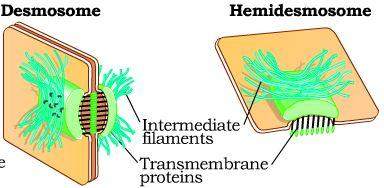 Desmosome
Hemidesmosome
Intermediate
filaments
Transmembrane
proteins
e